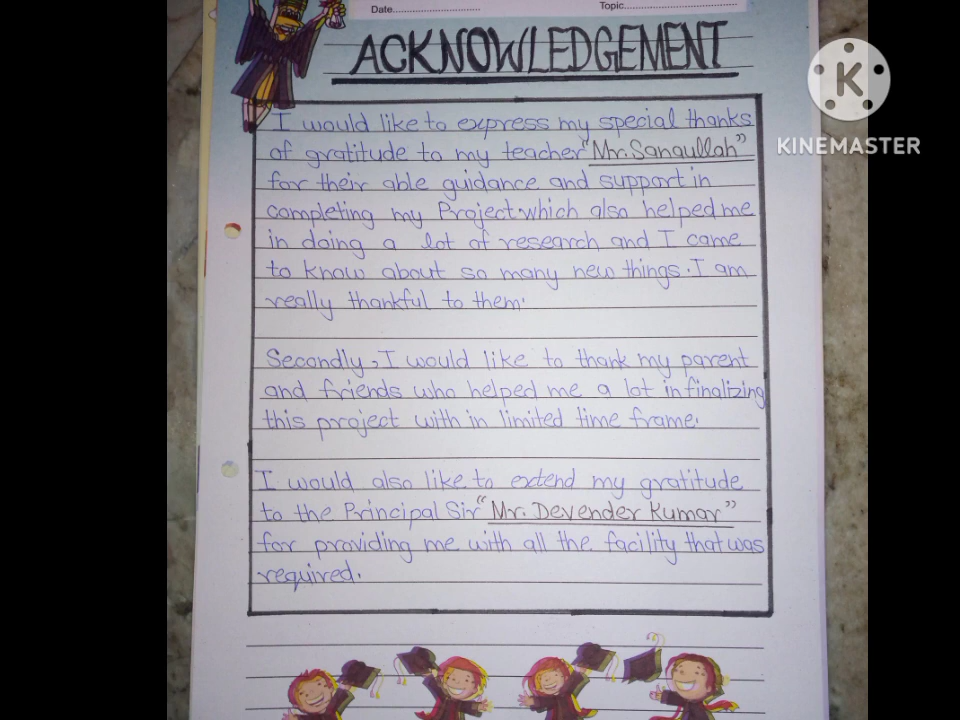 Date
Topic
ACKNOWLEDGEMENT
KINEMASTER
I would like to express my special thanks
of gratitude to my teacher "Mr. Sanaullah"
for their able guidance and support in
completing my Project which also helped me
in doing a lot of research and I came
to know about so many new things. I am
really thankful to them.
Secondly, I would like to thank my parent
and friends who helped me a lot in finalizing
this project with in limited time frame.
I would also like to extend my gratitude
to the Principal Sir "Mr. Devender Kumar"
for providing me with all the facility that was
required.